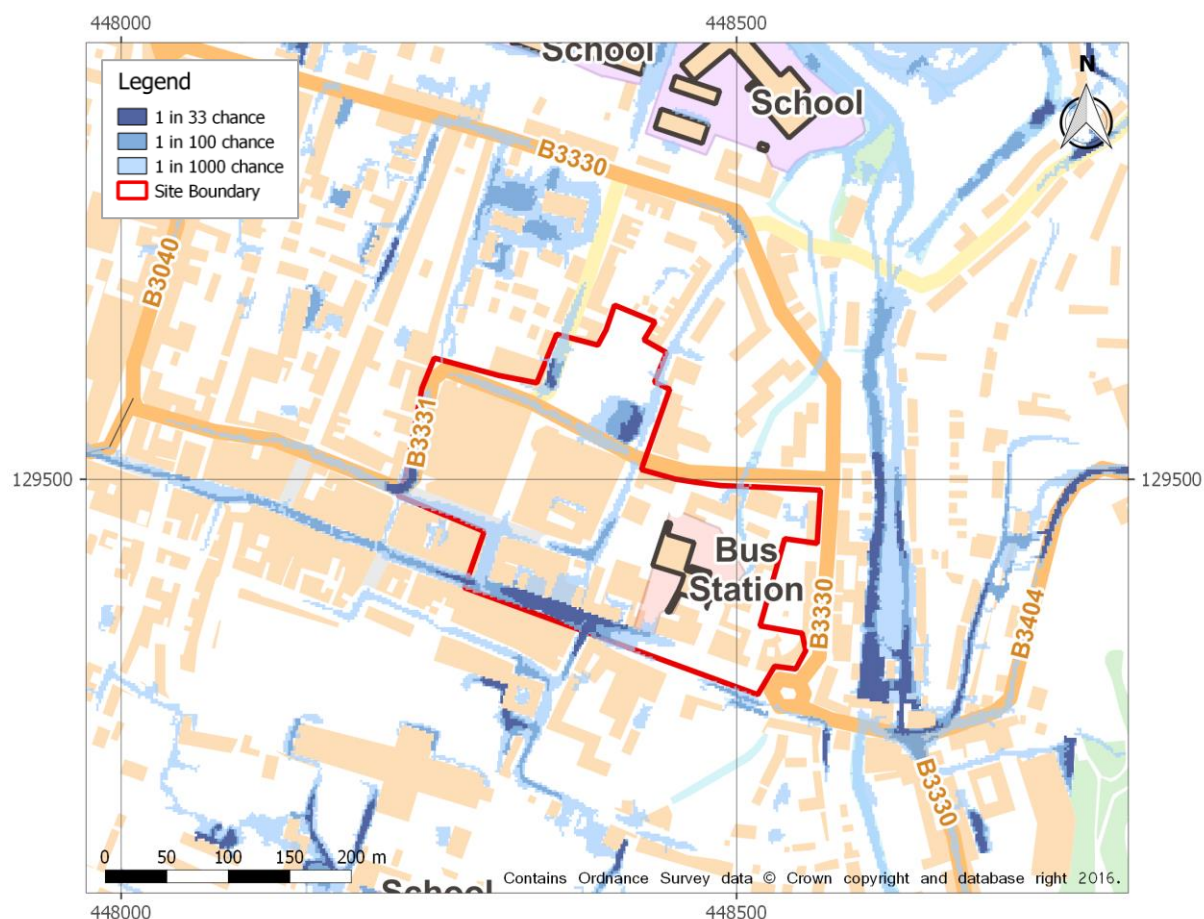 448000
448500
Legend
1 in 33 chance
1 in 100 chance
1 in 1000 chance
Site Boundary
School
School
N
B3330
B3040
B3331
129500
129500
Bus
Station
B3330
B3404
B3330
0 50 100 150 200 m
School
Contains Ordnance Survey data © Crown copyright and database right 2016.
448000
448500